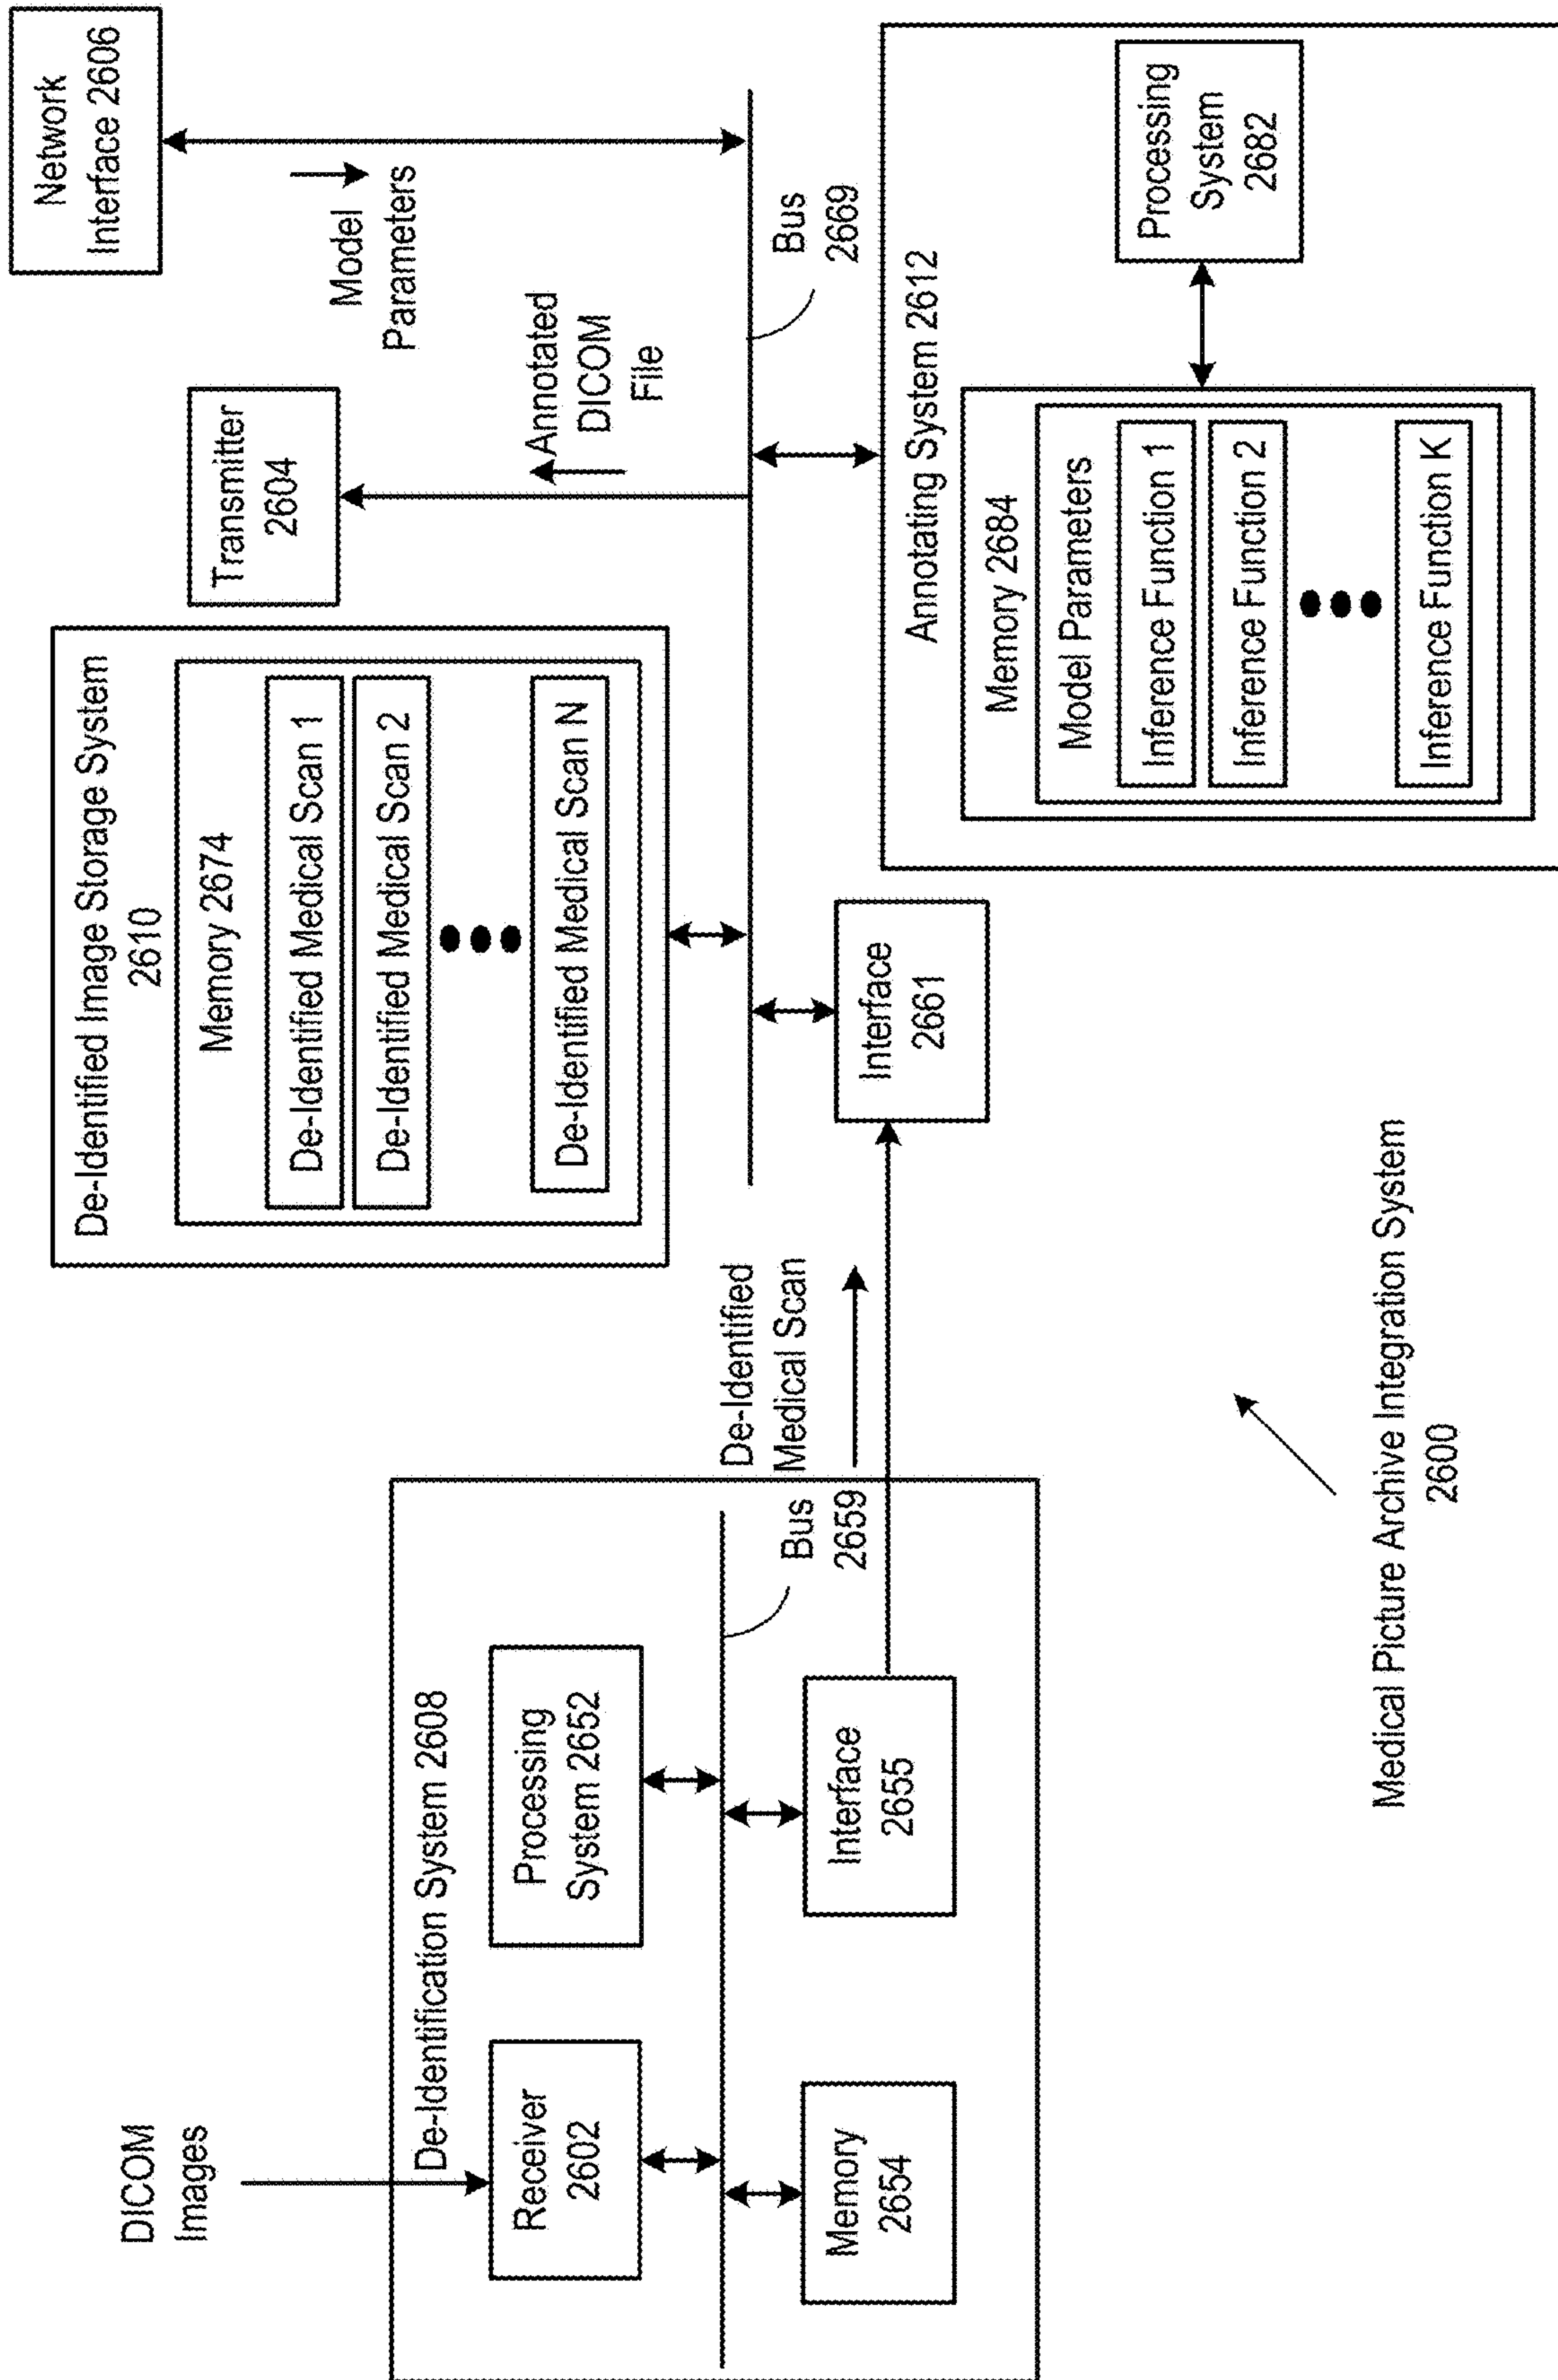 DICOM
Images
De-Identification System 2608
Receiver
2602
Processing
System 2652
Bus
2659
Memory
2654
Interface
2655
De-Identified
Medical Scan
De-Identified Image Storage System
2610
Memory 2674
De-Identified Medical Scan 1
De-Identified Medical Scan 2
De-Identified Medical Scan N
Interface
2661
Transmitter
2604
Annotated
DICOM
File
Network
Interface 2606
Model
Parameters
Bus
2669
Annotating System 2612
Memory 2684
Model Parameters
Inference Function 1
Inference Function 2
Inference Function K
Processing
System
2682
Medical Picture Archive Integration System
2600